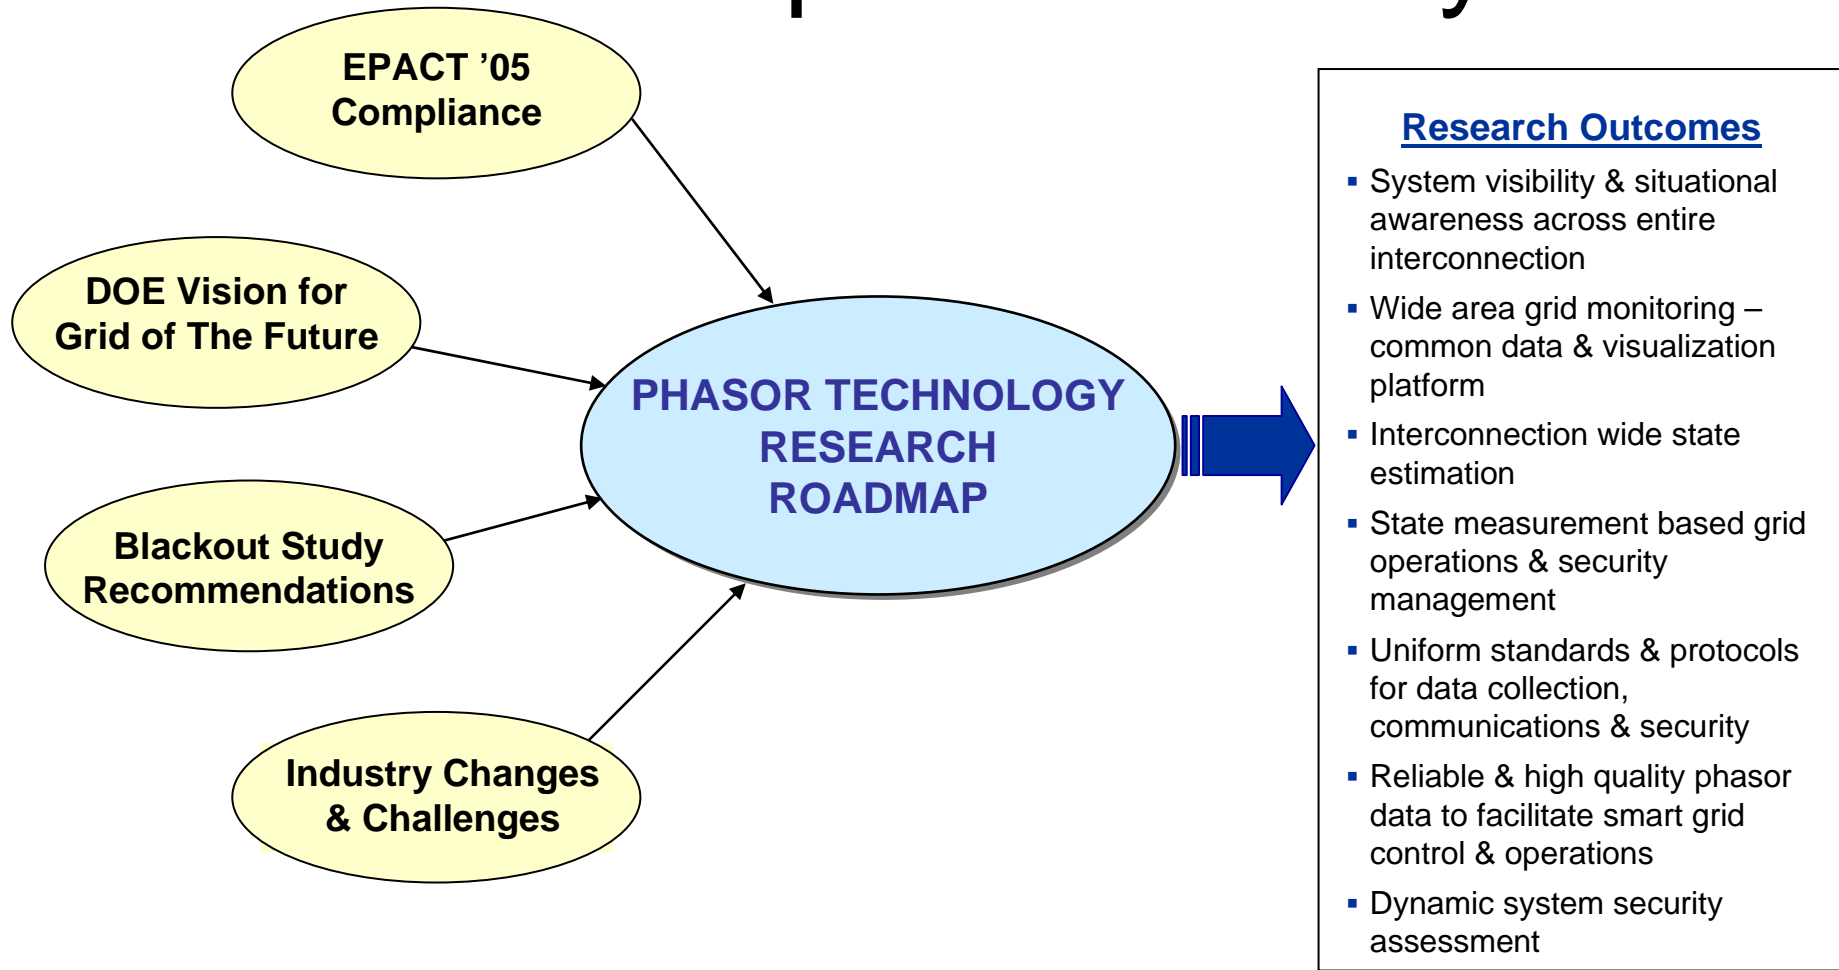 EPACT ’05
Compliance
DOE Vision for
Grid of The Future
Blackout Study
Recommendations
Industry Changes
& Challenges
PHASOR TECHNOLOGY
RESEARCH
ROADMAP
Research Outcomes
▪ System visibility & situational
awareness across entire
interconnection
▪ Wide area grid monitoring –
common data & visualization
platform
▪ Interconnection wide state
estimation
▪ State measurement based grid
operations & security
management
▪ Uniform standards & protocols
for data collection,
communications & security
▪ Reliable & high quality phasor
data to facilitate smart grid
control & operations
▪ Dynamic system security
assessment